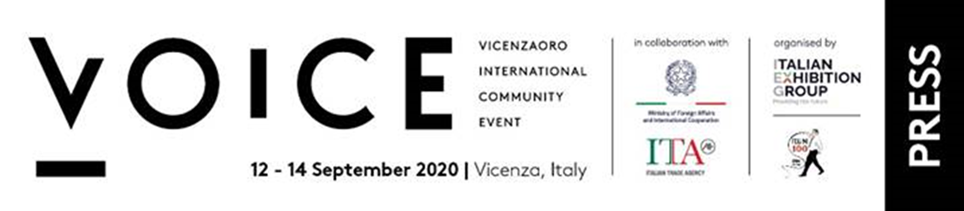 VOICE
VICENZAORO
INTERNATIONAL
COMMUNITY
EVENT
12 - 14 September 2020 | Vicenza, Italy
in collaboration with
Ministry of Foreign Affairs
and International Cooperation
ITA
ITALIAN TRADE AGENCY
organised by
ITALIAN
EXHIBITION
GROUP
Providing the future
100
PRESS